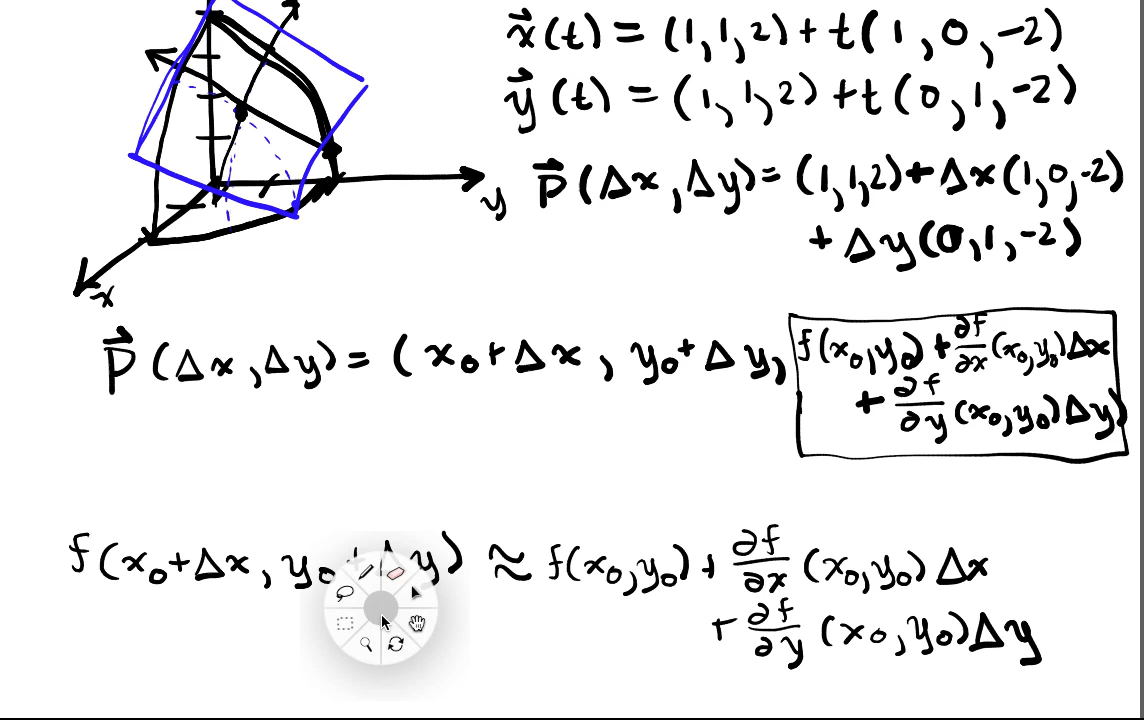 x⃗(t) = (1,1,2) + t(1,0,-2)
y⃗(t) = (1,1,2) + t(0,1,-2)
p⃗(Δx,Δy) = (1,1,2) + Δx(1,0,-2)
+ Δy(0,1,-2)
y
x
p⃗(Δx,Δy) = (x₀+Δx, y₀+Δy, f(x₀,y₀) + ∂f/∂x(x₀,y₀)Δx
+ ∂f/∂y(x₀,y₀)Δy)
f(x₀+Δx, y₀+Δy) ≈ f(x₀,y₀) + ∂f/∂x(x₀,y₀)Δx
+ ∂f/∂y(x₀,y₀)Δy